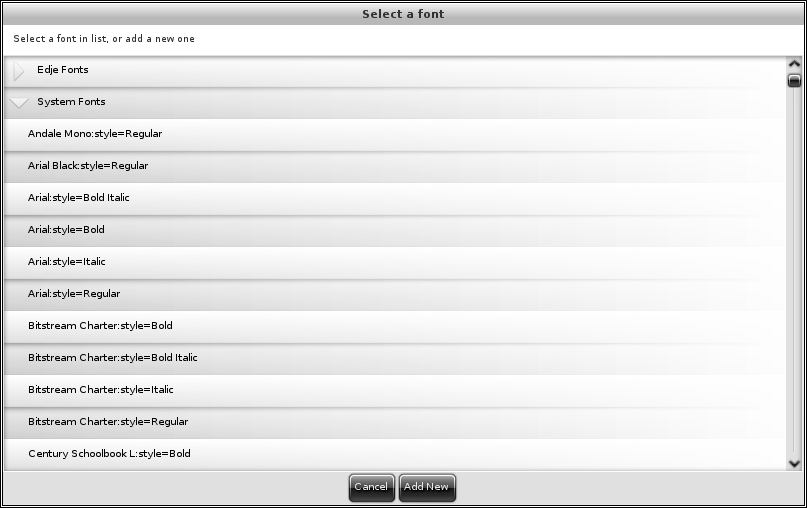 Select a font
Select a font in list, or add a new one
Edje Fonts
System Fonts
Andale Mono:style=Regular
Arial Black:style=Regular
Arial:style=Bold Italic
Arial:style=Bold
Arial:style=Italic
Arial:style=Regular
Bitstream Charter:style=Bold
Bitstream Charter:style=Bold Italic
Bitstream Charter:style=Italic
Bitstream Charter:style=Regular
Century Schoolbook L:style=Bold
Cancel Add New